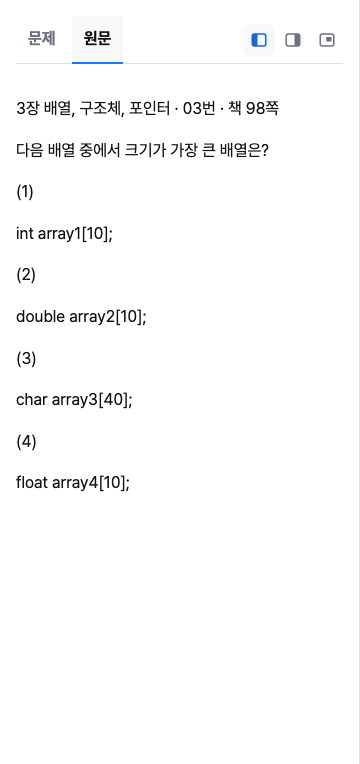 문제 원문
3장 배열, 구조체, 포인터 · 03번 · 책 98쪽
다음 배열 중에서 크기가 가장 큰 배열은?
(1)
int array1[10];
(2)
double array2[10];
(3)
char array3[40];
(4)
float array4[10];